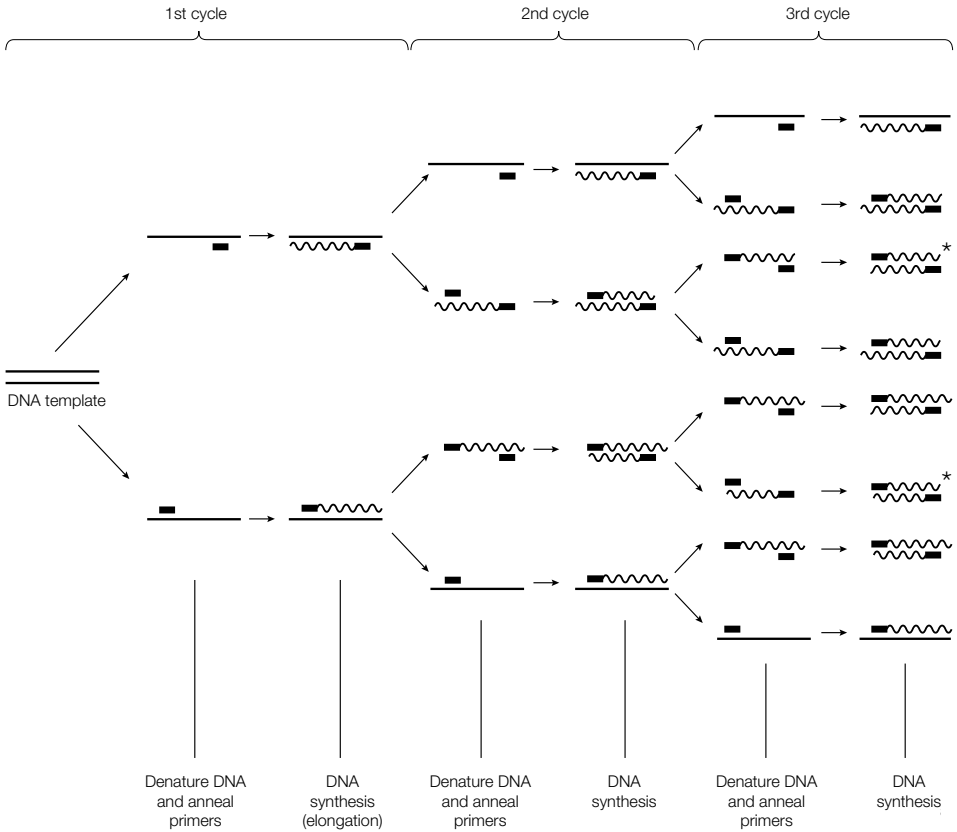 1st cycle
2nd cycle
3rd cycle
*
DNA template
*
Denature DNA
and anneal
primers
DNA
synthesis
(elongation)
Denature DNA
and anneal
primers
DNA
synthesis
Denature DNA
and anneal
primers
DNA
synthesis